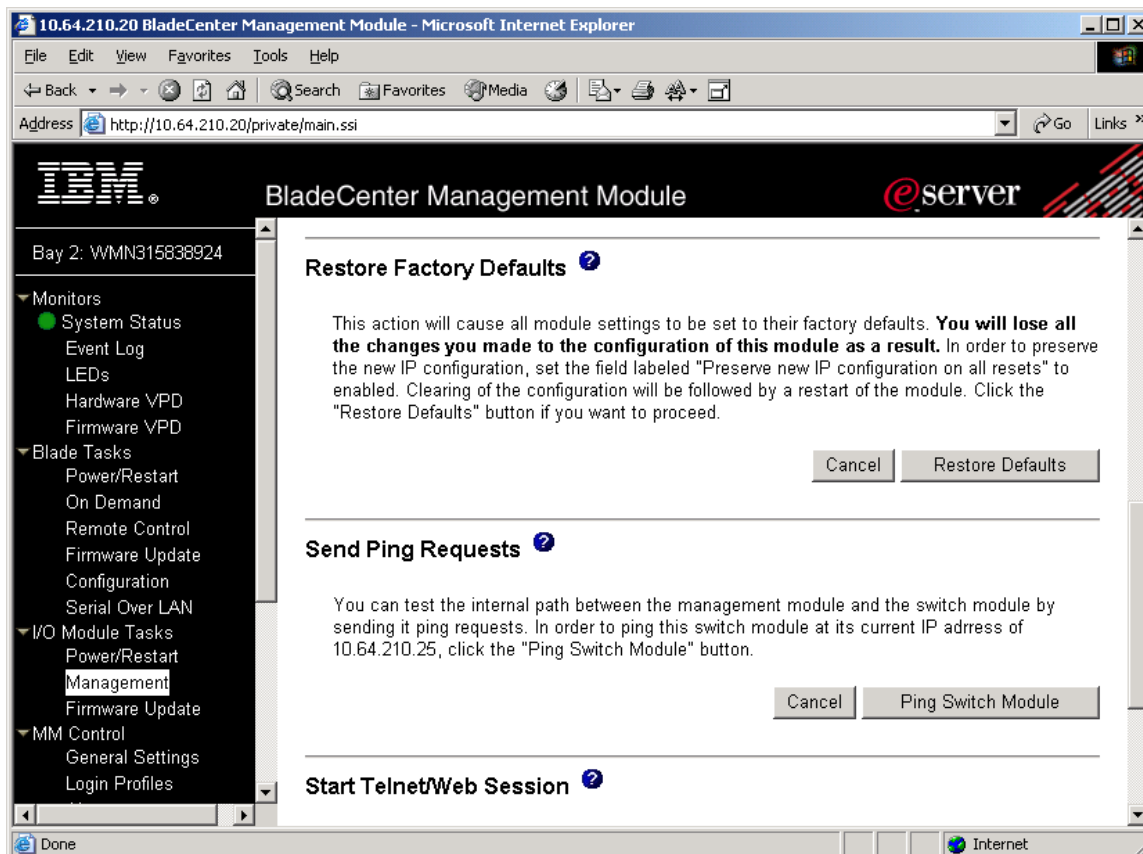 10.64.210.20 BladeCenter Management Module - Microsoft Internet Explorer
File Edit View Favorites Tools Help
Back Search Favorites Media
Address http://10.64.210.20/private/main.ssi Go Links »
IBM® BladeCenter Management Module eserver
Bay 2: WMN315838924
Monitors
System Status
Event Log
LEDs
Hardware VPD
Firmware VPD
Blade Tasks
Power/Restart
On Demand
Remote Control
Firmware Update
Configuration
Serial Over LAN
I/O Module Tasks
Power/Restart
Management
Firmware Update
MM Control
General Settings
Login Profiles
Restore Factory Defaults ?
This action will cause all module settings to be set to their factory defaults. You will lose all
the changes you made to the configuration of this module as a result. In order to preserve
the new IP configuration, set the field labeled "Preserve new IP configuration on all resets" to
enabled. Clearing of the configuration will be followed by a restart of the module. Click the
"Restore Defaults" button if you want to proceed.
Cancel Restore Defaults
Send Ping Requests ?
You can test the internal path between the management module and the switch module by
sending it ping requests. In order to ping this switch module at its current IP adrress of
10.64.210.25, click the "Ping Switch Module" button.
Cancel Ping Switch Module
Start Telnet/Web Session ?
Done Internet